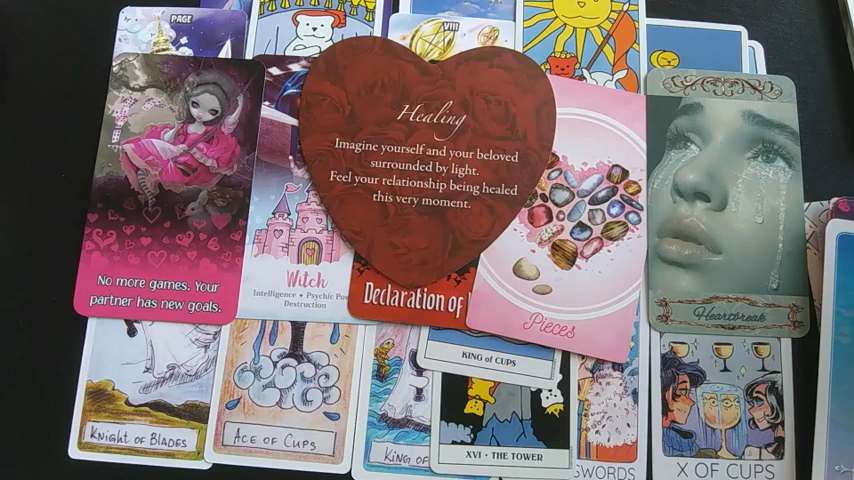 PAGE
VIII
Healing
Imagine yourself and your beloved
surrounded by light.
Feel your relationship being healed
this very moment.
No more games. Your
partner has new goals.
Witch
Intelligence • Psychic
Destruction
Declaration of
Pieces
Heartbreak
KING of CUPS
KNIGHT OF BLADES
ACE OF CUPS
KING OF
XVI • THE TOWER
SWORDS
X OF CUPS